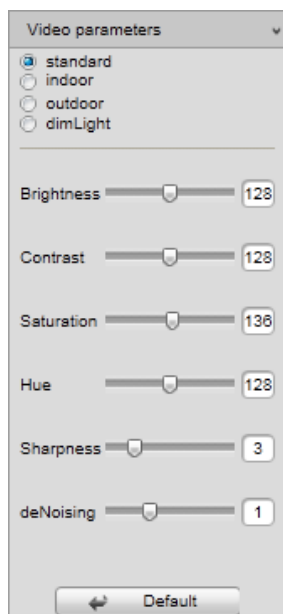 Video parameters
standard
indoor
outdoor
dimLight
Brightness 128
Contrast 128
Saturation 136
Hue 128
Sharpness 3
deNoising 1
Default